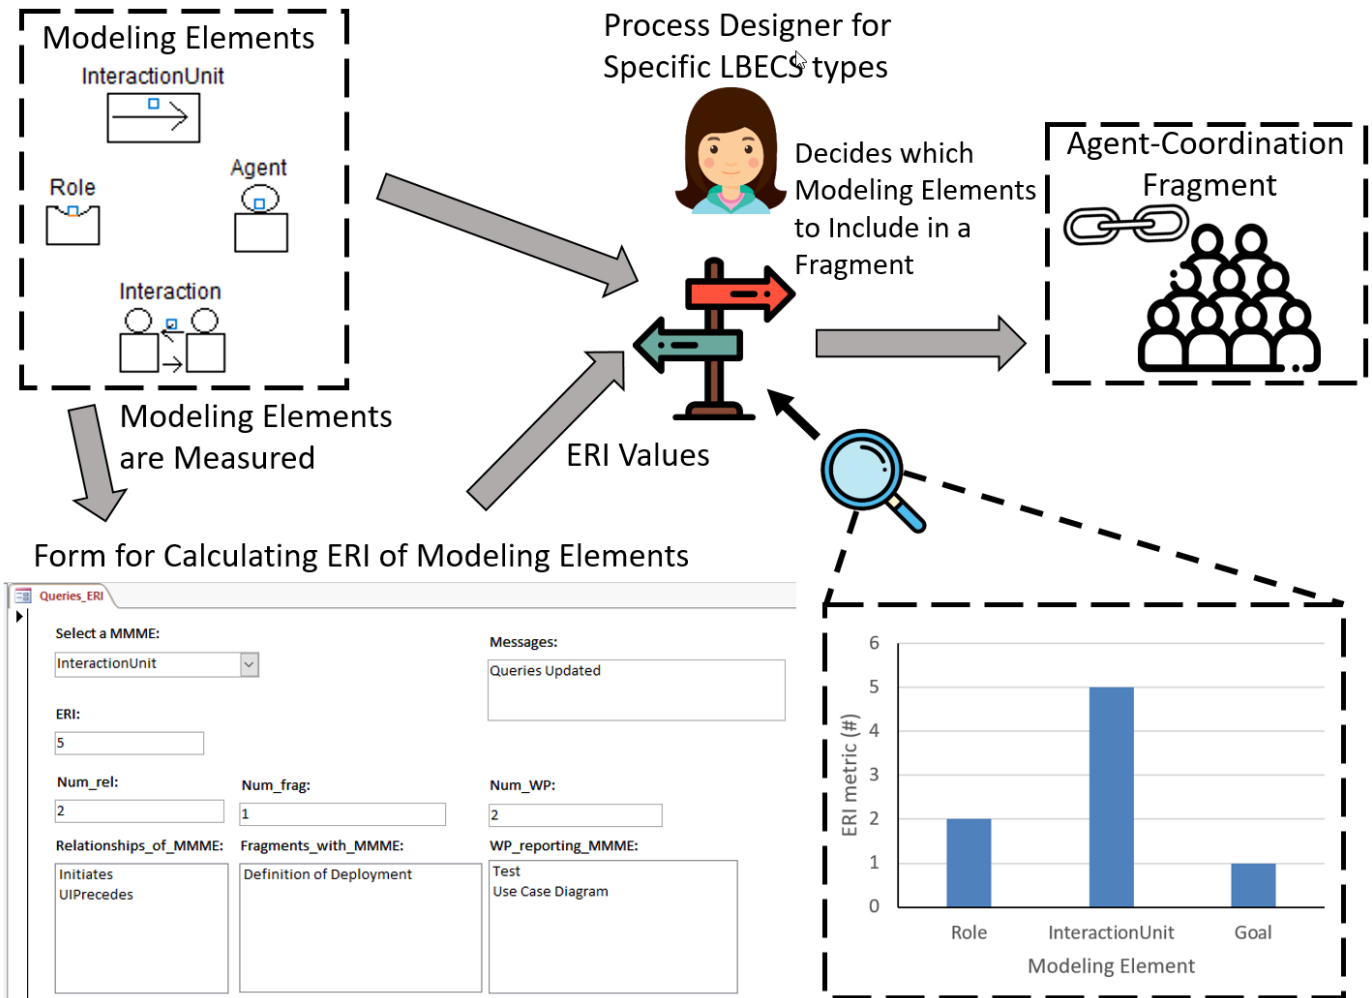 Modeling Elements
InteractionUnit
Role
Agent
Interaction
Modeling Elements
are Measured
Process Designer for
Specific LBECS types
Decides which
Modeling Elements
to Include in a
Fragment
Agent-Coordination
Fragment
ERI Values
Form for Calculating ERI of Modeling Elements
Queries_ERI
Select a MMME:
InteractionUnit
Messages:
Queries Updated
ERI:
5
Num_rel:
2
Num_frag:
1
Num_WP:
2
Relationships_of_MMME:
Initiates
UIPrecedes
Fragments_with_MMME:
Definition of Deployment
WP_reporting_MMME:
Test
Use Case Diagram
ERI metric (#)
6
5
4
3
2
1
0
Role
InteractionUnit
Goal
Modeling Element